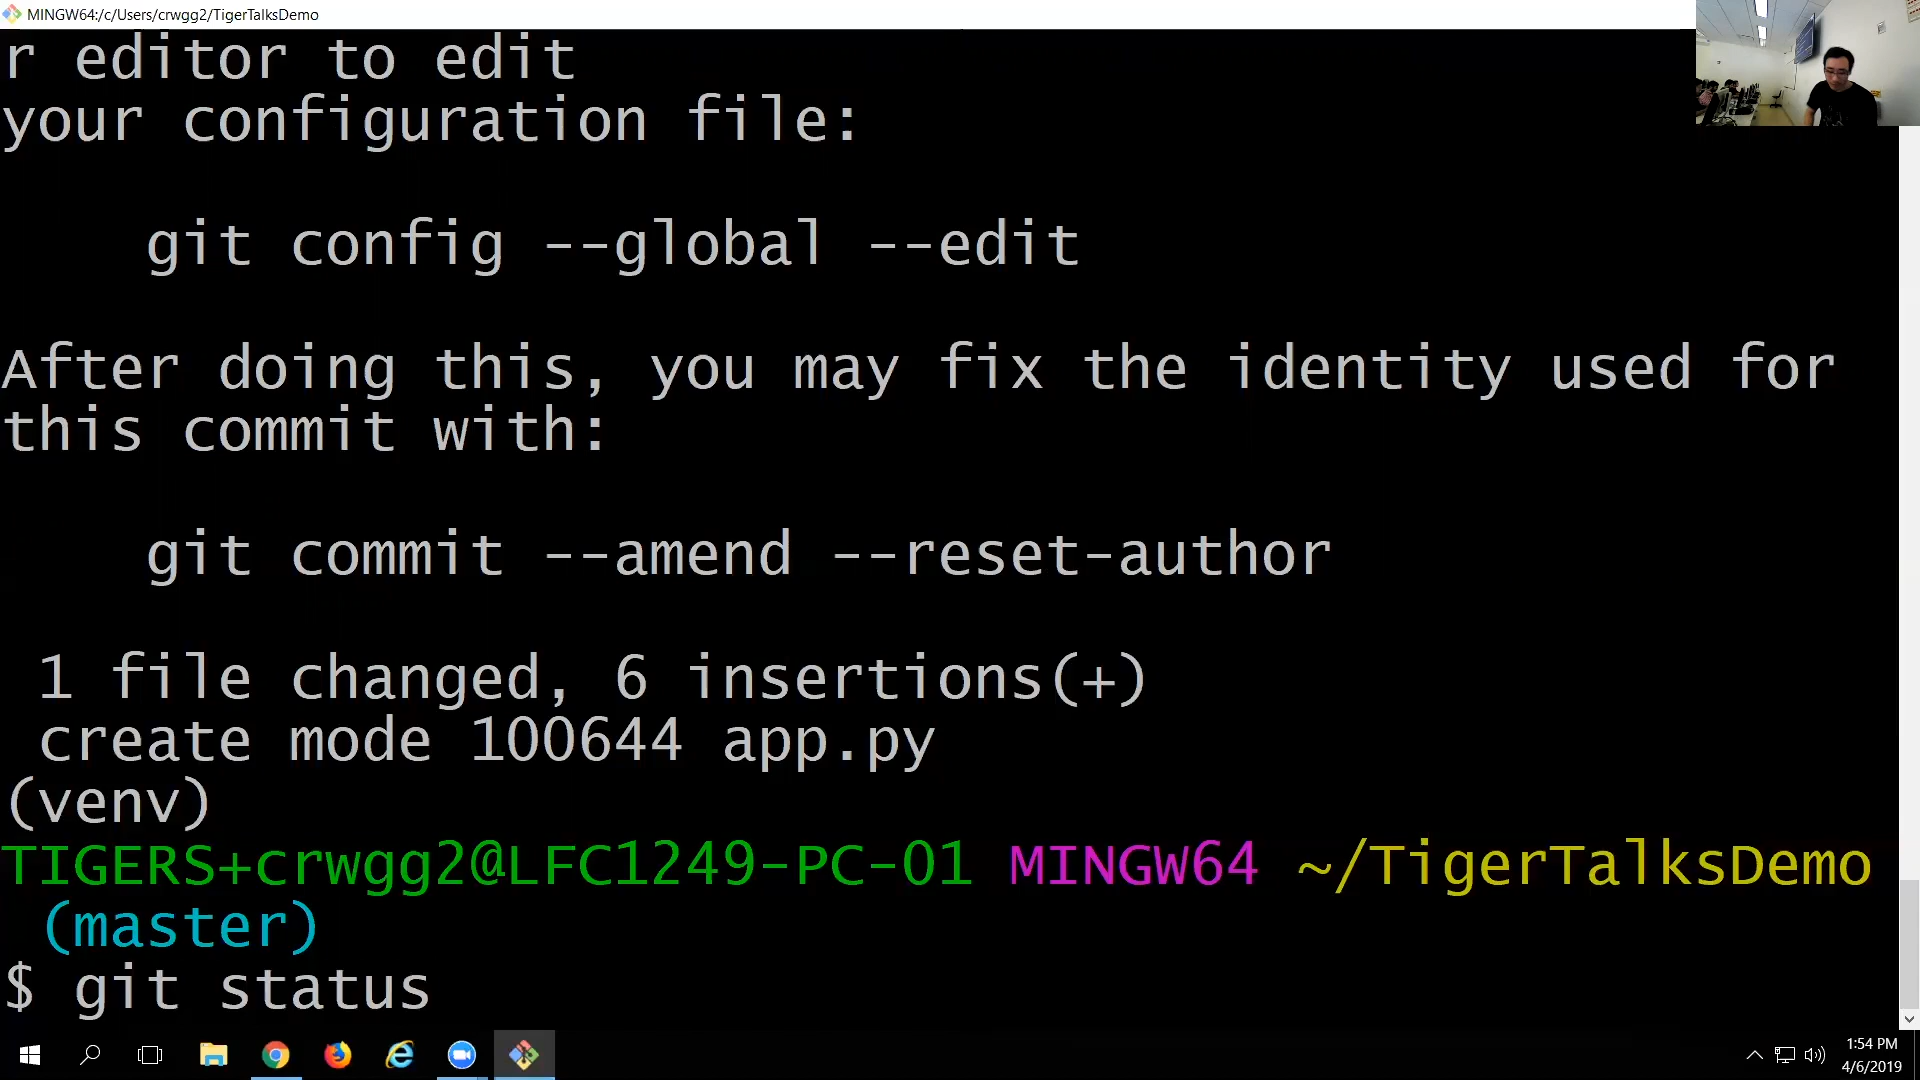 MINGW64:/c/Users/crwgg2/TigerTalksDemo
r editor to edit
your configuration file:
git config --global --edit
After doing this, you may fix the identity used for
this commit with:
git commit --amend --reset-author
1 file changed, 6 insertions(+)
create mode 100644 app.py
(venv)
TIGERS+crwgg2@LFC1249-PC-01 MINGW64 ~/TigerTalksDemo
(master)
$ git status
1:54 PM
4/6/2019